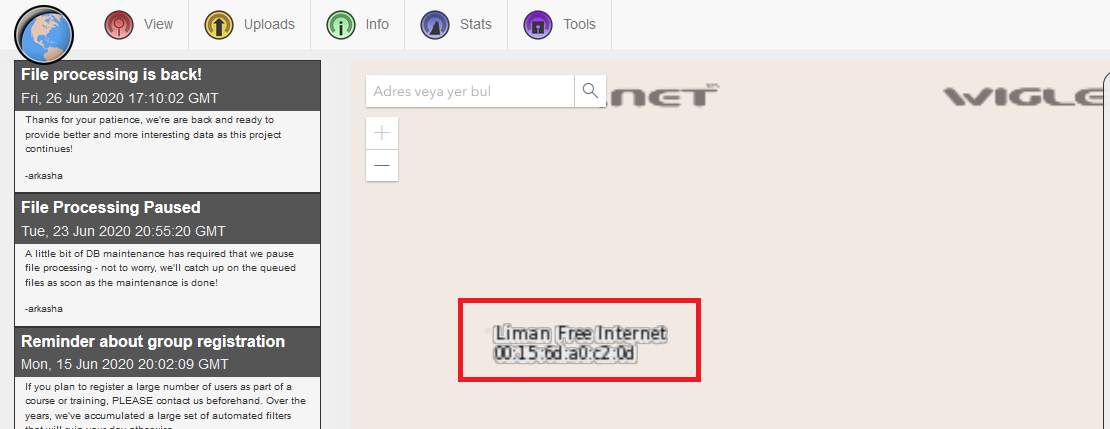 View
Uploads
Info
Stats
Tools
File processing is back!
Fri, 26 Jun 2020 17:10:02 GMT
Thanks for your patience, we're are back and ready to
provide better and more interesting data as this project
continues!
-arkasha
File Processing Paused
Tue, 23 Jun 2020 20:55:20 GMT
A little bit of DB maintenance has required that we pause
file processing - not to worry, we'll catch up on the queued
files as soon as the maintenance is done!
-arkasha
Reminder about group registration
Mon, 15 Jun 2020 20:02:09 GMT
If you plan to register a large number of users as part of a
course or training, PLEASE contact us beforehand. Over the
years, we've accumulated a large set of automated filters
that will ruin your day otherwise
Adres veya yer bul
.NET
WIGLE
Liman Free Internet
00:15:6d:a0:c2:0d